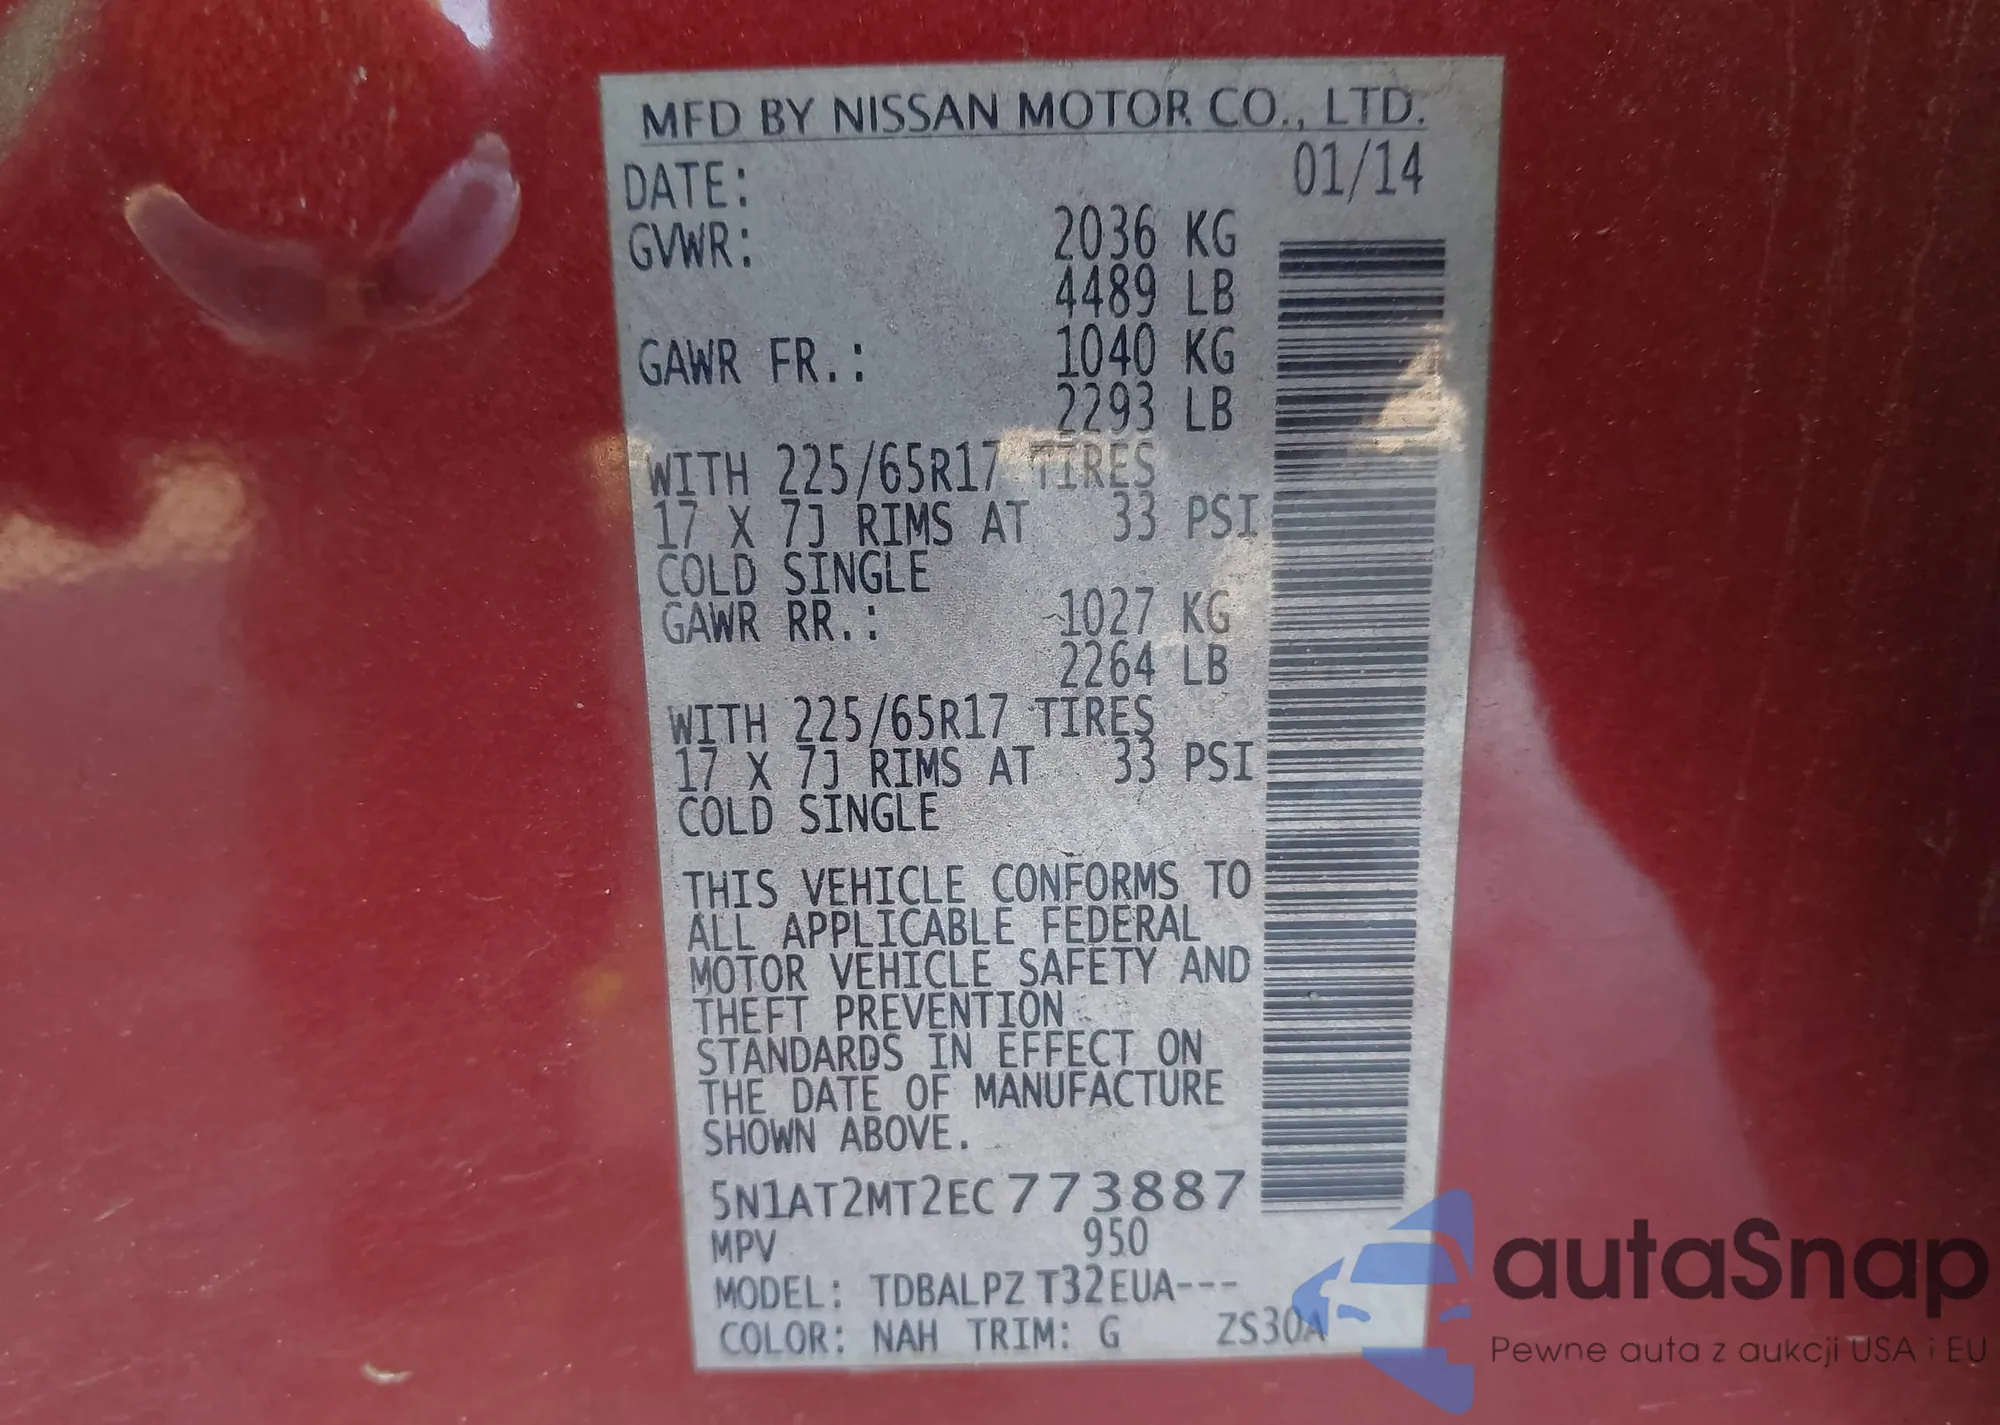 MFD BY NISSAN MOTOR CO., LTD.
DATE: 01/14
GVWR: 2036 KG
4489 LB
GAWR FR.: 1040 KG
2293 LB
WITH 225/65R17 TIRES
17 X 7J RIMS AT 33 PSI
COLD SINGLE
GAWR RR.: 1027 KG
2264 LB
WITH 225/65R17 TIRES
17 X 7J RIMS AT 33 PSI
COLD SINGLE
THIS VEHICLE CONFORMS TO
ALL APPLICABLE FEDERAL
MOTOR VEHICLE SAFETY AND
THEFT PREVENTION
STANDARDS IN EFFECT ON
THE DATE OF MANUFACTURE
SHOWN ABOVE.
5N1AT2MT2EC773887
MPV 950
MODEL: TDBALPZ T32EUA---
COLOR: NAH TRIM: G ZS30A
autaSnap
Pewne auta z aukcji USA i EU